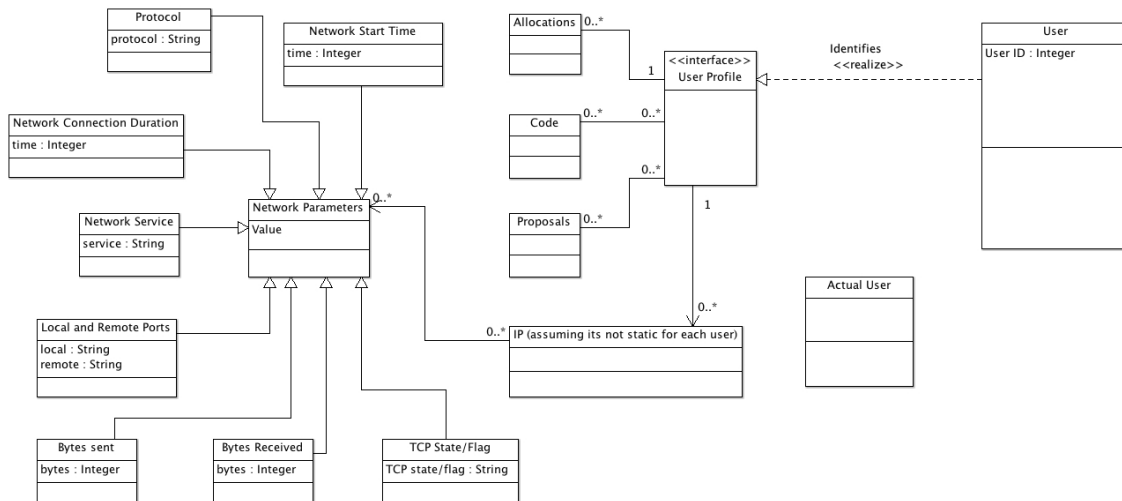 Protocol
protocol : String
Network Start Time
time : Integer
Allocations
0..*
1
<<interface>>
User Profile
Identifies
<<realize>>
User
User ID : Integer
Network Connection Duration
time : Integer
Code
0..*
0..*
0..*
Proposals
0..*
1
0..*
Network Parameters
Value
Network Service
service : String
Actual User
Local and Remote Ports
local : String
remote : String
0..*
0..*
IP (assuming its not static for each user)
Bytes sent
bytes : Integer
Bytes Received
bytes : Integer
TCP State/Flag
TCP state/flag : String